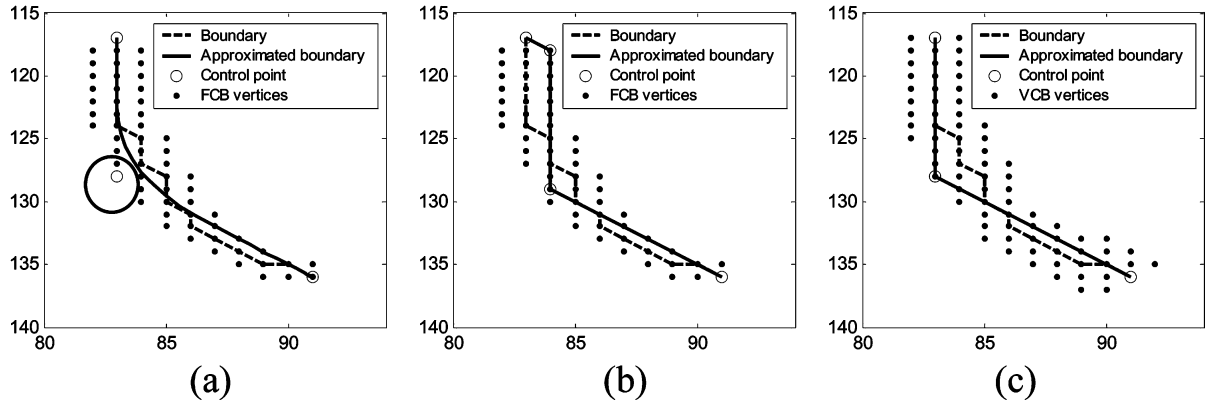 115
120
125
130
135
140
80
85
90
Boundary
Approximated boundary
Control point
FCB vertices
(a)
115
120
125
130
135
140
80
85
90
Boundary
Approximated boundary
Control point
FCB vertices
(b)
115
120
125
130
135
140
80
85
90
Boundary
Approximated boundary
Control point
VCB vertices
(c)